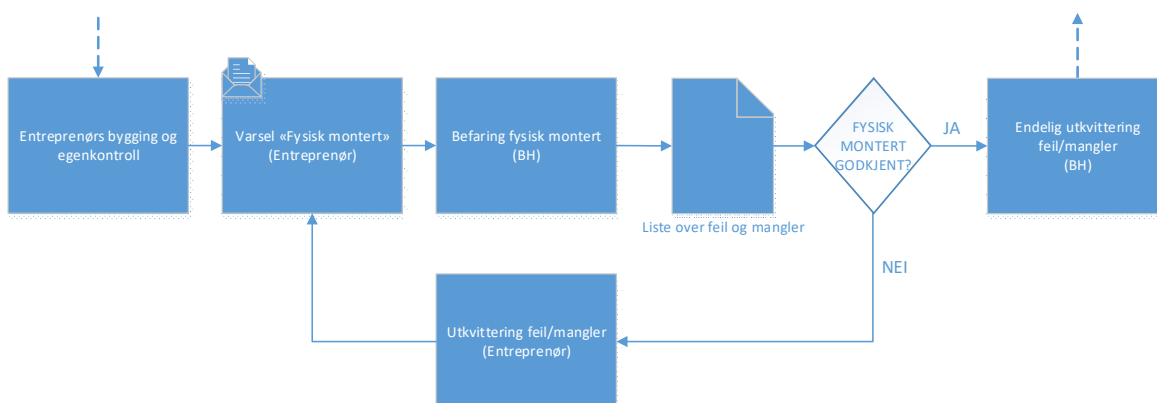 Entreprenørs bygging og
egenkontroll
Varsel «Fysisk montert»
(Entreprenør)
Befaring fysisk montert
(BH)
Liste over feil og mangler
FYSISK
MONTERT
GODKJENT?
JA
Endelig utkvittering
feil/mangler
(BH)
NEI
Utkvittering feil/mangler
(Entreprenør)